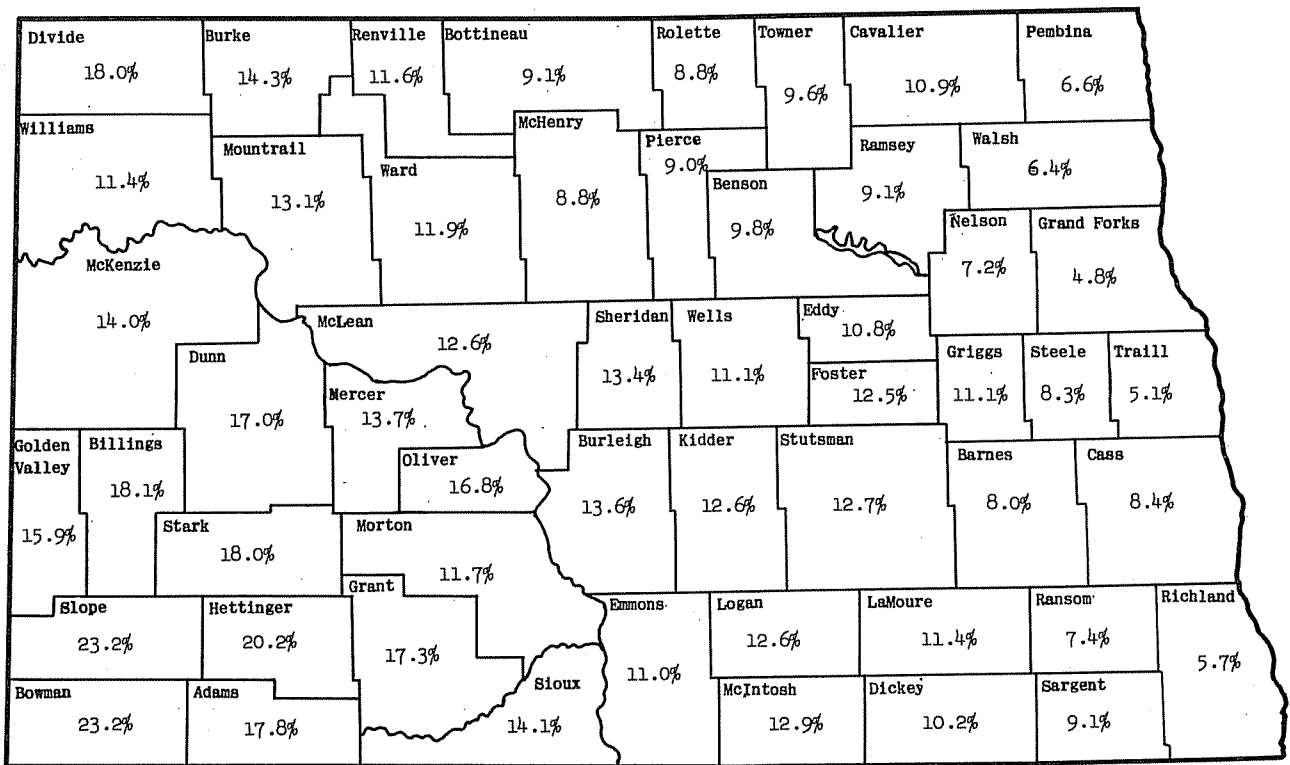 Divide
18.0%
Burke
14.3%
Renville
11.6%
Bottineau
9.1%
Rolette
8.8%
Towner
9.6%
Cavalier
10.9%
Pembina
6.6%
Williams
11.4%
Mountrail
13.1%
Ward
11.9%
McHenry
8.8%
Pierce
9.0%
Benson
9.8%
Ramsey
9.1%
Walsh
6.4%
Nelson
7.2%
Grand Forks
4.8%
McKenzie
14.0%
Dunn
17.0%
McLean
12.6%
Mercer
13.7%
Oliver
16.8%
Sheridan
13.4%
Wells
11.1%
Eddy
10.8%
Foster
12.5%
Griggs
11.1%
Steele
8.3%
Traill
5.1%
Golden
Valley
15.9%
Billings
18.1%
Stark
18.0%
Morton
11.7%
Burleigh
13.6%
Kidder
12.6%
Stutsman
12.7%
Barnes
8.0%
Cass
8.4%
Slope
23.2%
Hettinger
20.2%
Grant
17.3%
Emmons
11.0%
Logan
12.6%
LaMoure
11.4%
Ransom
7.4%
Richland
5.7%
Bowman
23.2%
Adams
17.8%
Sioux
14.1%
McIntosh
12.9%
Dickey
10.2%
Sargent
9.1%